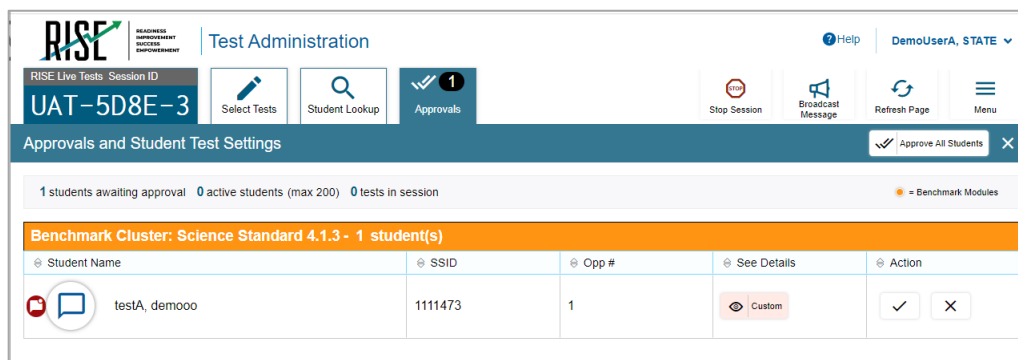 RISE
READINESS
IMPROVEMENT
SUCCESS
EMPOWERMENT
Test Administration
Help
DemoUserA, STATE
RISE Live Tests Session ID
UAT-5D8E-3
Select Tests
Student Lookup
1
Approvals
STOP
Stop Session
Broadcast
Message
Refresh Page
Menu
Approvals and Student Test Settings
Approve All Students
1 students awaiting approval 0 active students (max 200) 0 tests in session
= Benchmark Modules
Benchmark Cluster: Science Standard 4.1.3 - 1 student(s)
Student Name SSID Opp # See Details Action
testA, demooo 1111473 1 Custom